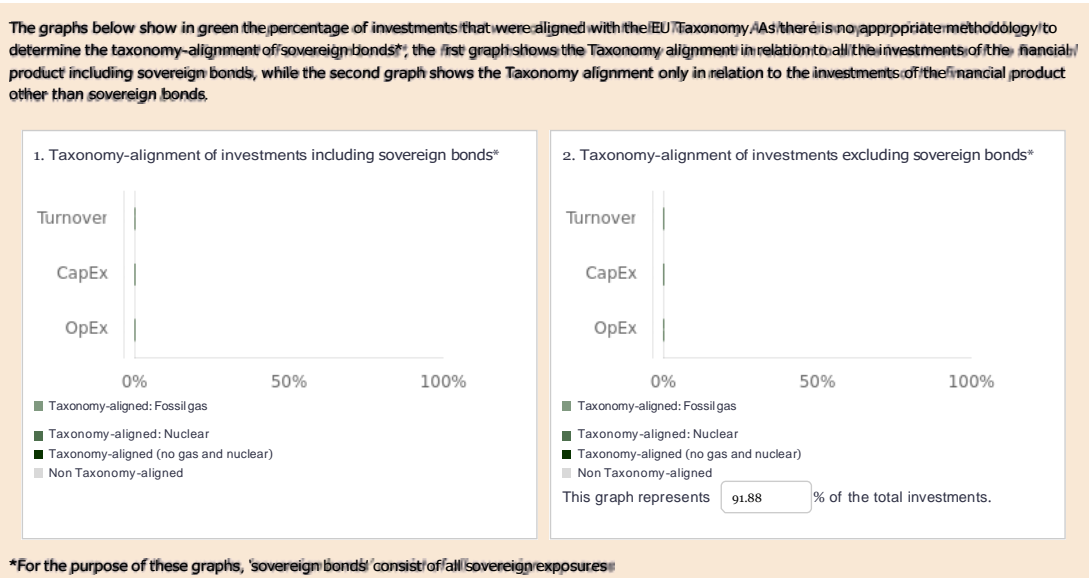 The graphs below show in green the percentage of investments that were aligned with the EU Taxonomy. As there is no appropriate methodology to
determine the taxonomy-alignment of sovereign bonds*, the first graph shows the Taxonomy alignment in relation to all the investments of the financial
product including sovereign bonds, while the second graph shows the Taxonomy alignment only in relation to the investments of the financial product
other than sovereign bonds.
1. Taxonomy-alignment of investments including sovereign bonds*
Turnover
CapEx
OpEx
0% 50% 100%
Taxonomy-aligned: Fossil gas
Taxonomy-aligned: Nuclear
Taxonomy-aligned (no gas and nuclear)
Non Taxonomy-aligned
2. Taxonomy-alignment of investments excluding sovereign bonds*
Turnover
CapEx
OpEx
0% 50% 100%
Taxonomy-aligned: Fossil gas
Taxonomy-aligned: Nuclear
Taxonomy-aligned (no gas and nuclear)
Non Taxonomy-aligned
This graph represents 91.88 % of the total investments.
*For the purpose of these graphs, 'sovereign bonds' consist of all sovereign exposures